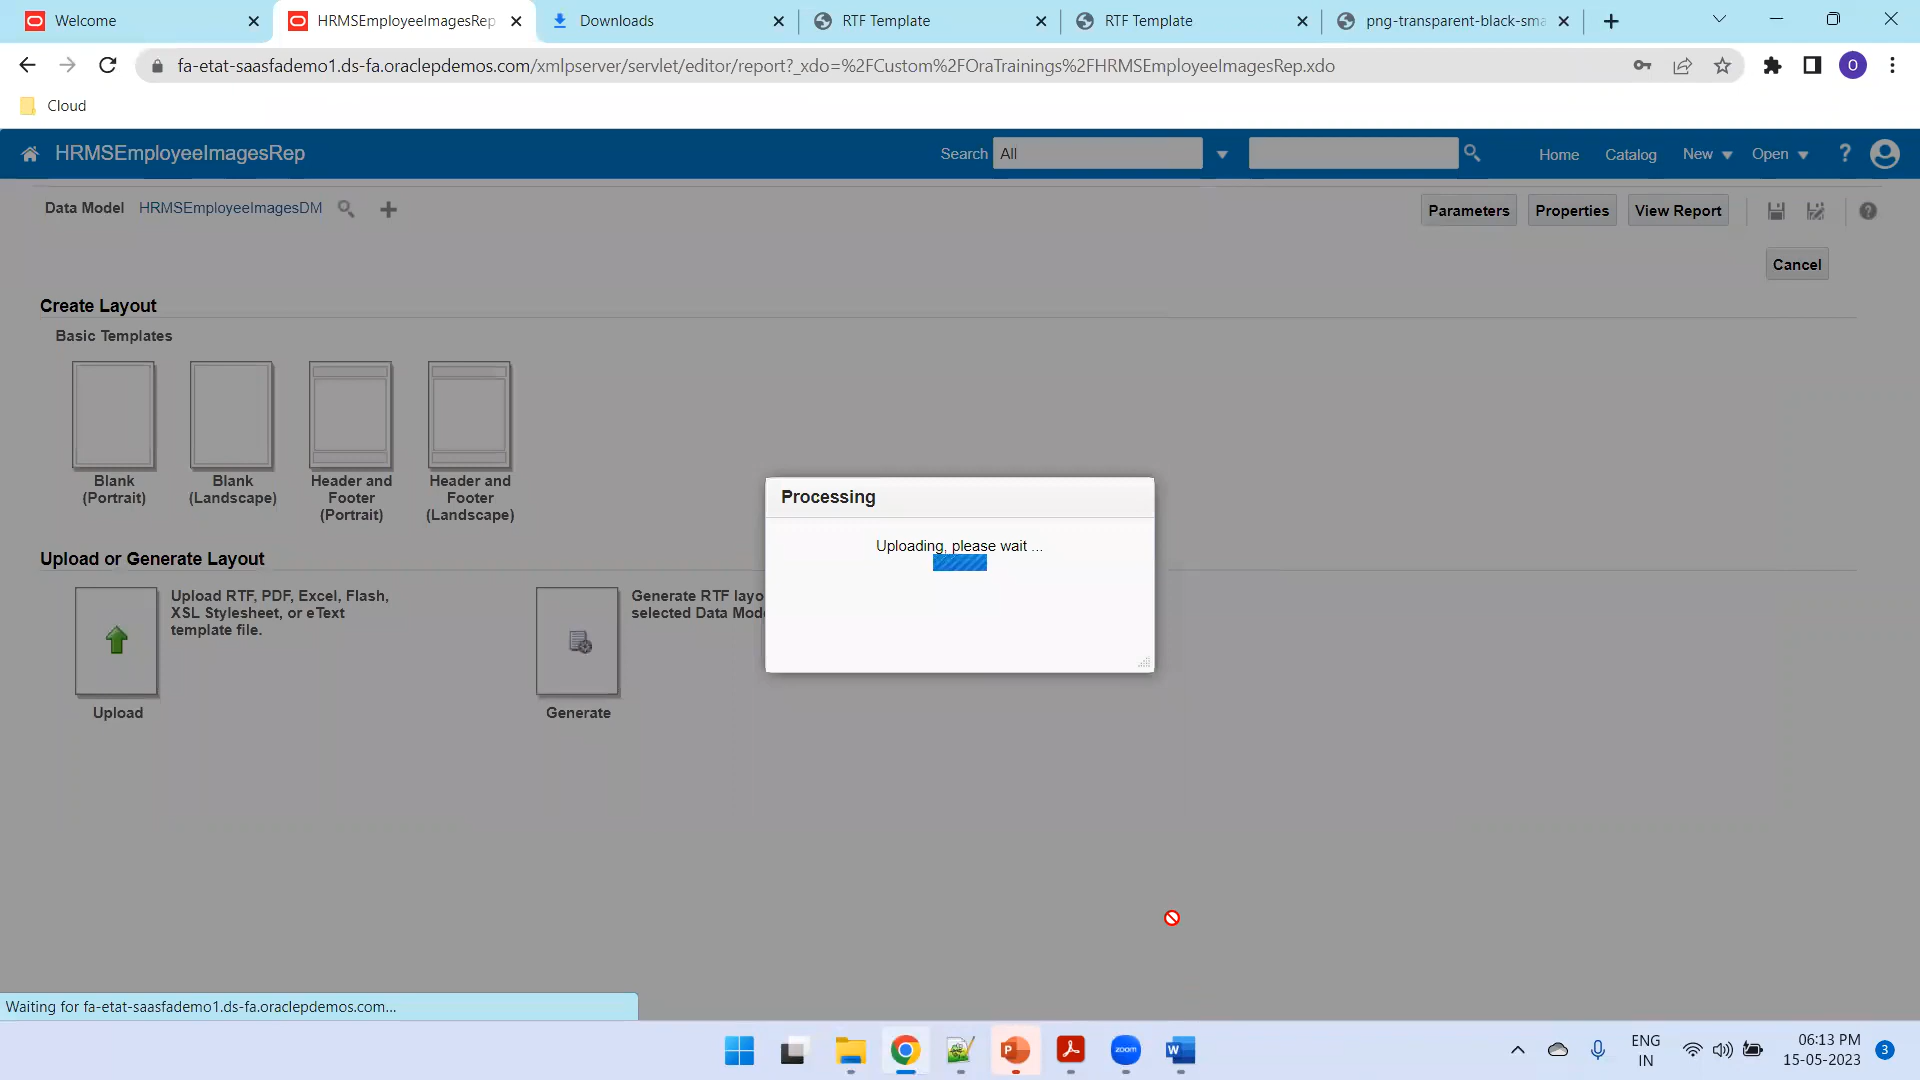 Welcome
HRMSEmployeeImagesRep
Downloads
RTF Template
RTF Template
png-transparent-black-sma
fa-etat-saasfademo1.ds-fa.oraclepdemos.com/xmlpserver/servlet/editor/report?_xdo=%2FCustom%2FOraTrainings%2FHRMSEmployeeImagesRep.xdo
O
Cloud
HRMSEmployeeImagesRep
Search All
Home Catalog New Open ?
Data Model HRMSEmployeeImagesDM
Parameters Properties View Report
Cancel
Create Layout
Basic Templates
Blank
(Portrait)
Blank
(Landscape)
Header and
Footer
(Portrait)
Header and
Footer
(Landscape)
Processing
Uploading, please wait ...
Upload or Generate Layout
Upload RTF, PDF, Excel, Flash,
XSL Stylesheet, or eText
template file.
Upload
Generate RTF layo
selected Data Mod
Generate
Waiting for fa-etat-saasfademo1.ds-fa.oraclepdemos.com...
zoom
ENG
IN
06:13 PM
15-05-2023
3